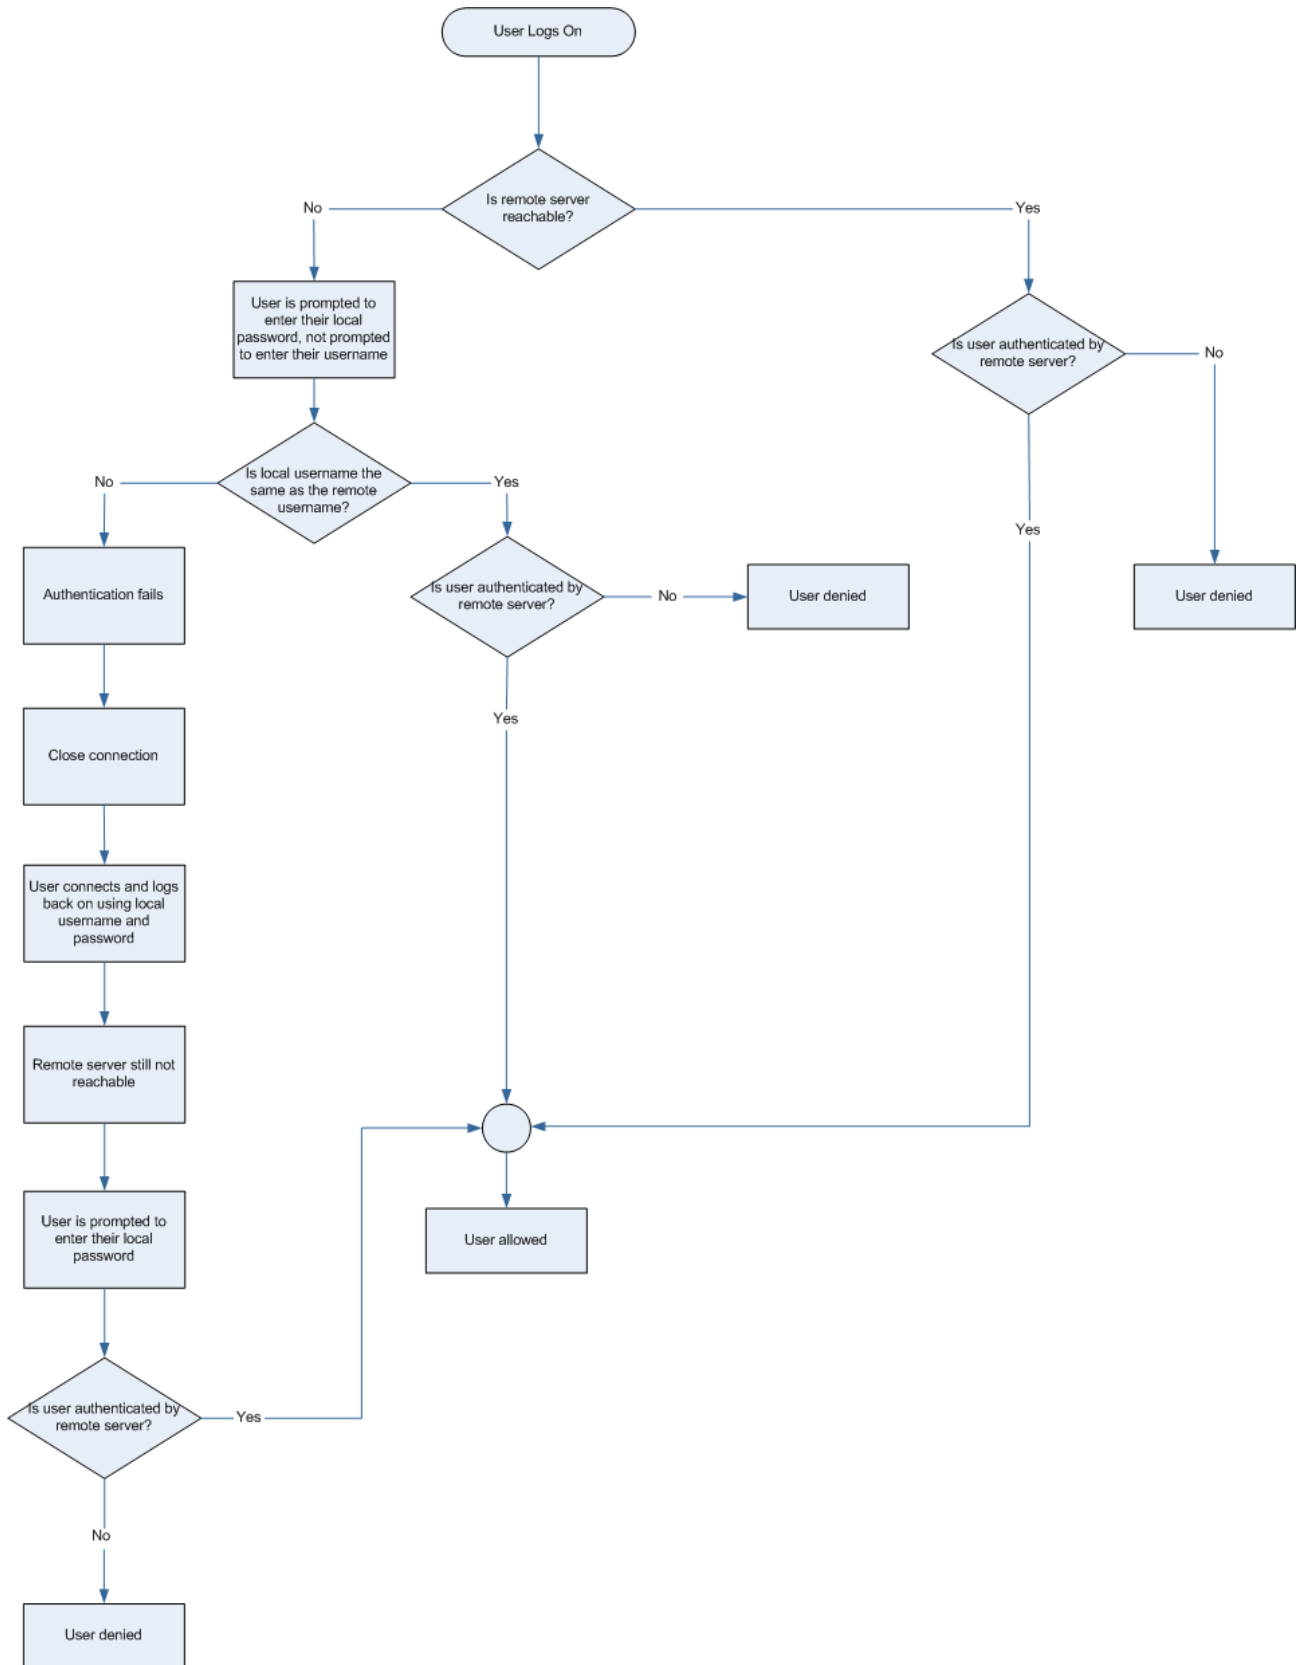 User Logs On
Is remote server
reachable?
No
Yes
User is prompted to
enter their local
password, not prompted
to enter their username
Is user authenticated by
remote server?
No
Is local username the
same as the remote
username?
No
Yes
Yes
Authentication fails
Is user authenticated by
remote server?
No
User denied
User denied
Yes
Close connection
User connects and logs
back on using local
username and
password
Remote server still not
reachable
User is prompted to
enter their local
password
User allowed
Is user authenticated by
remote server?
Yes
No
User denied